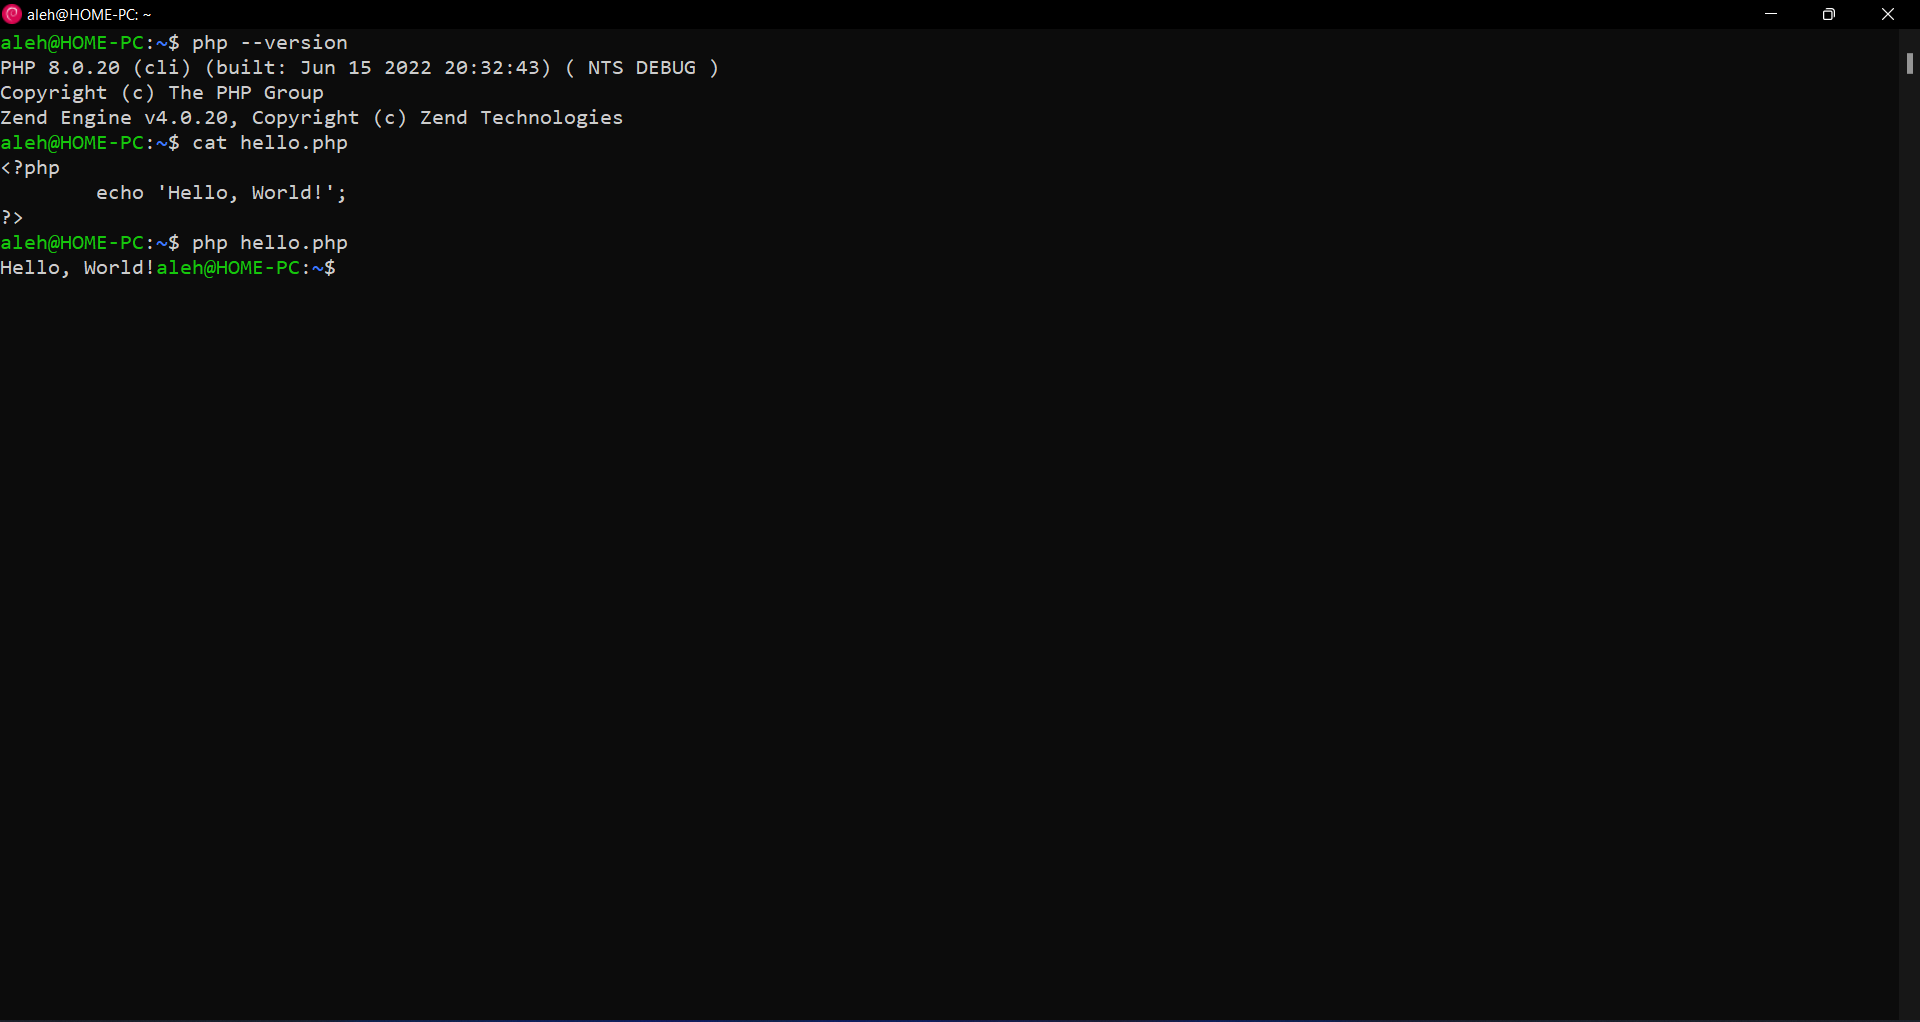 aleh@HOME-PC: ~
aleh@HOME-PC:~$ php --version
PHP 8.0.20 (cli) (built: Jun 15 2022 20:32:43) ( NTS DEBUG )
Copyright (c) The PHP Group
Zend Engine v4.0.20, Copyright (c) Zend Technologies
aleh@HOME-PC:~$ cat hello.php
<?php
        echo 'Hello, World!';
?>
aleh@HOME-PC:~$ php hello.php
Hello, World!aleh@HOME-PC:~$